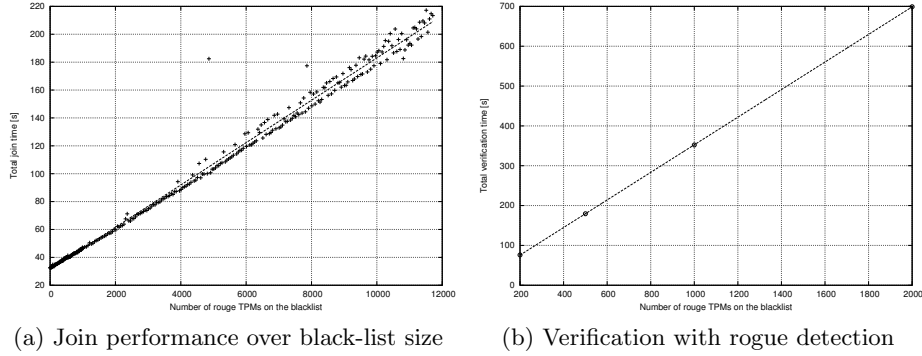 220
200
180
160
140
120
100
80
60
40
20
Total join time [s]
0 2000 4000 6000 8000 10000 12000
Number of rouge TPMs on the blacklist
(a) Join performance over black-list size
700
600
500
400
300
200
100
0
Total verification time [s]
200 400 600 800 1000 1200 1400 1600 1800 2000
Number of rouge TPMs on the blacklist
(b) Verification with rogue detection